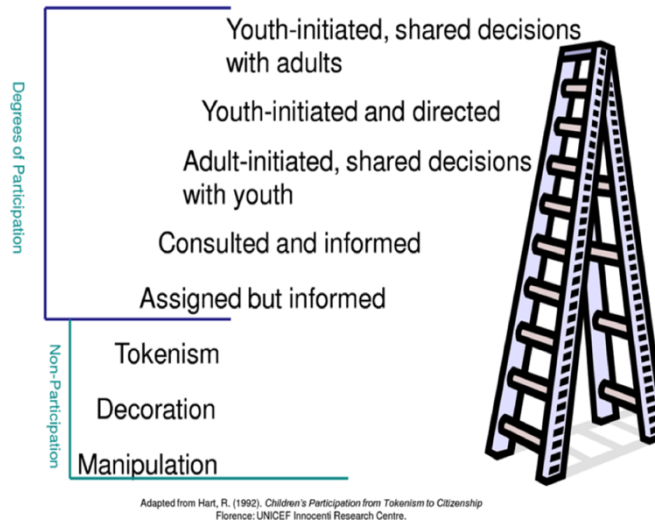 Degrees of Participation
Youth-initiated, shared decisions
with adults
Youth-initiated and directed
Adult-initiated, shared decisions
with youth
Consulted and informed
Assigned but informed
Non-Participation
Tokenism
Decoration
Manipulation
Adapted from Hart, R. (1992). Children's Participation from Tokenism to Citizenship
Florence: UNICEF Innocenti Research Centre.